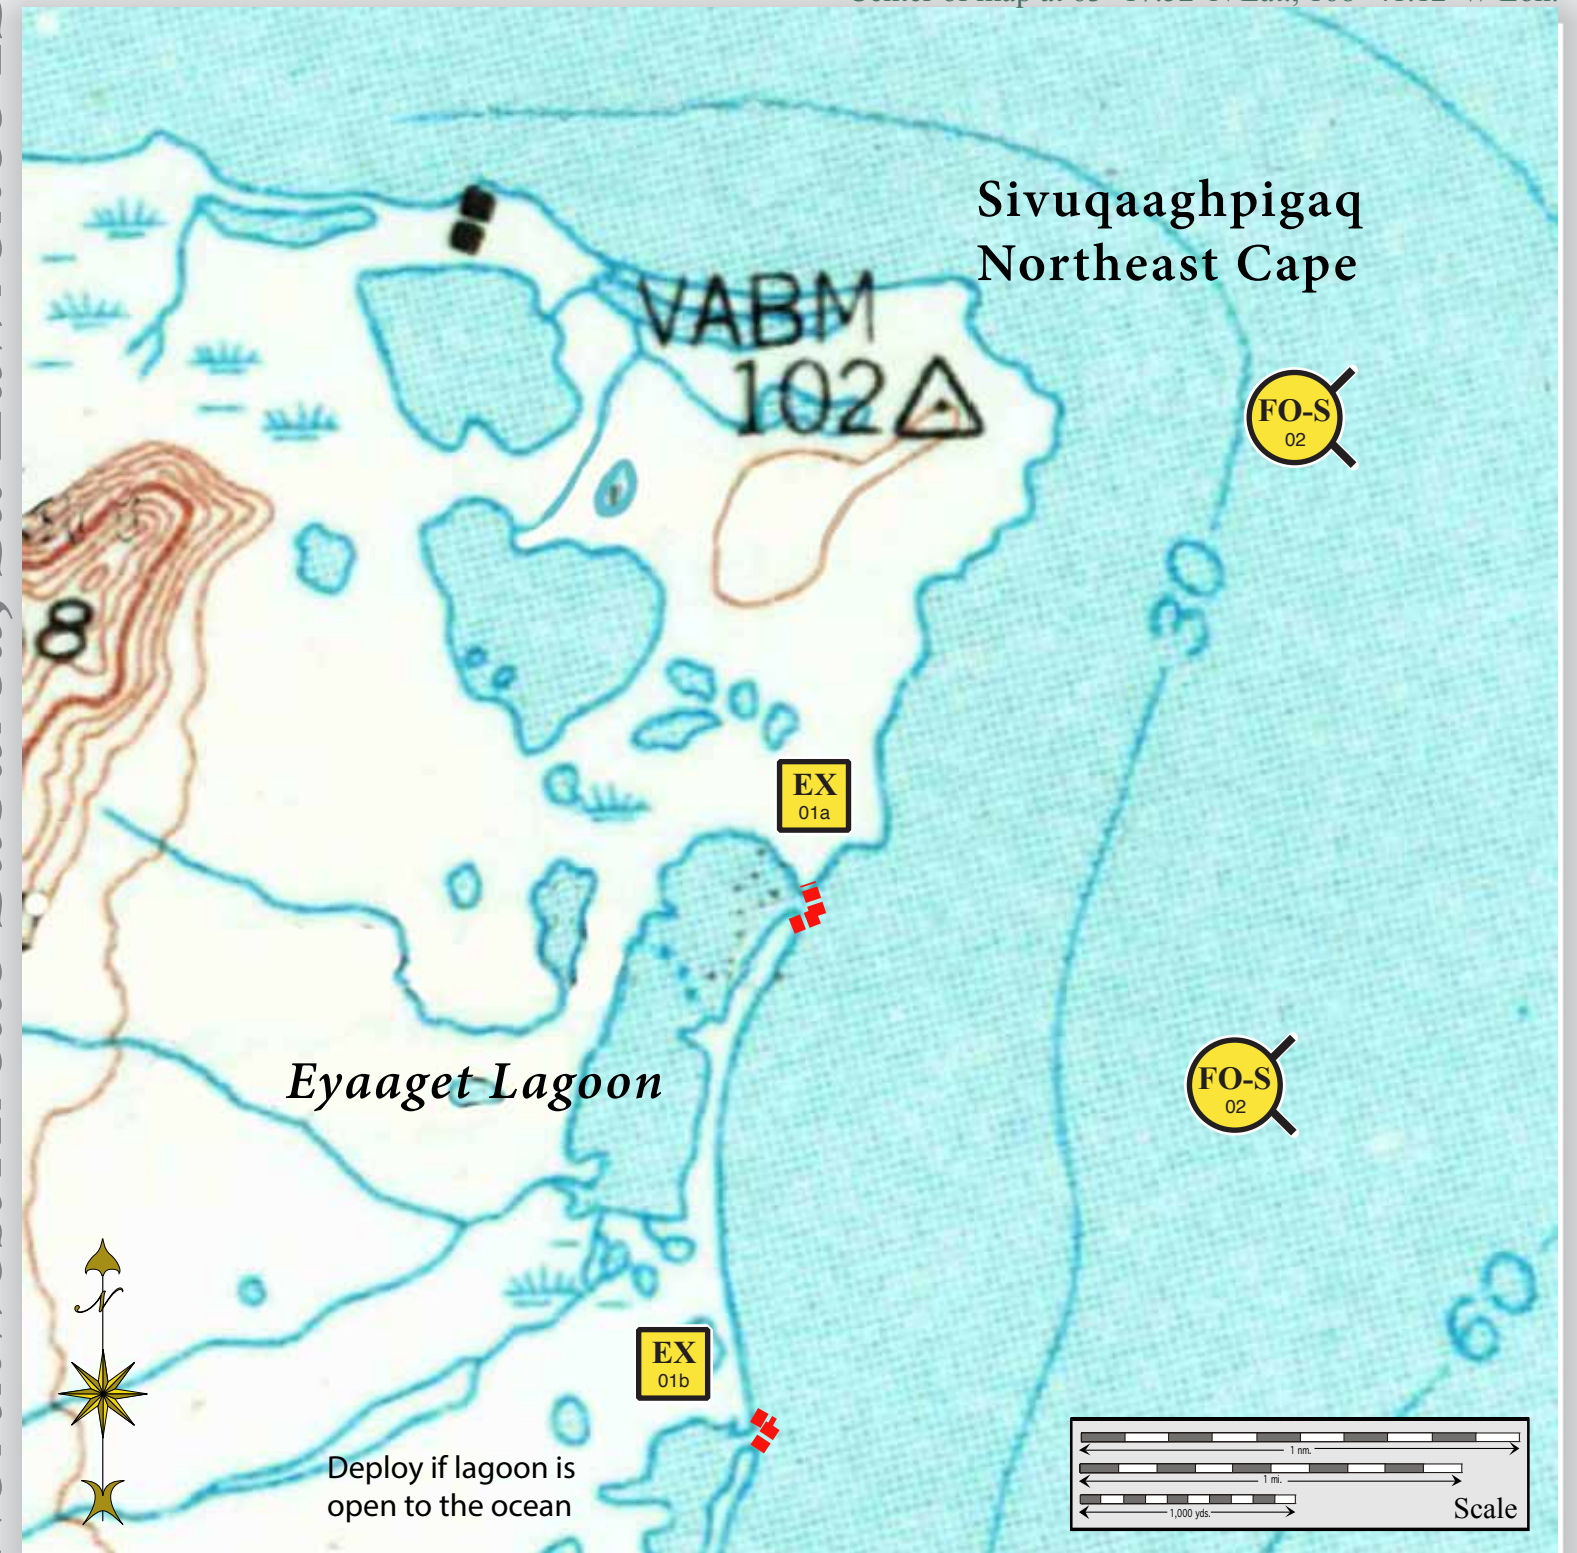 Sivuqaaghpigaq
Northeast Cape
VABM
102
FO-S
02
30
8
EX
01a
Eyaaget Lagoon
FO-S
02
60
N
EX
01b
Deploy if lagoon is
open to the ocean
1 nm.
1 mi.
1,000 yds.
Scale